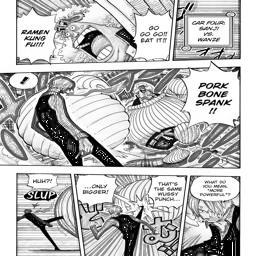 CAR FOUR:
SANJI
VS.
WANZE
GO
GO GO!!
EAT IT!!
RAMEN
KUNG
FU!!!
PORK
BONE
SPANK
!!
HUH?!
SLUP
...ONLY
BIGGER!
THAT'S THE
SAME
WUSSY
PUNCH...
WHAT DO
YOU MEAN,
"MORE
POWERFUL"?